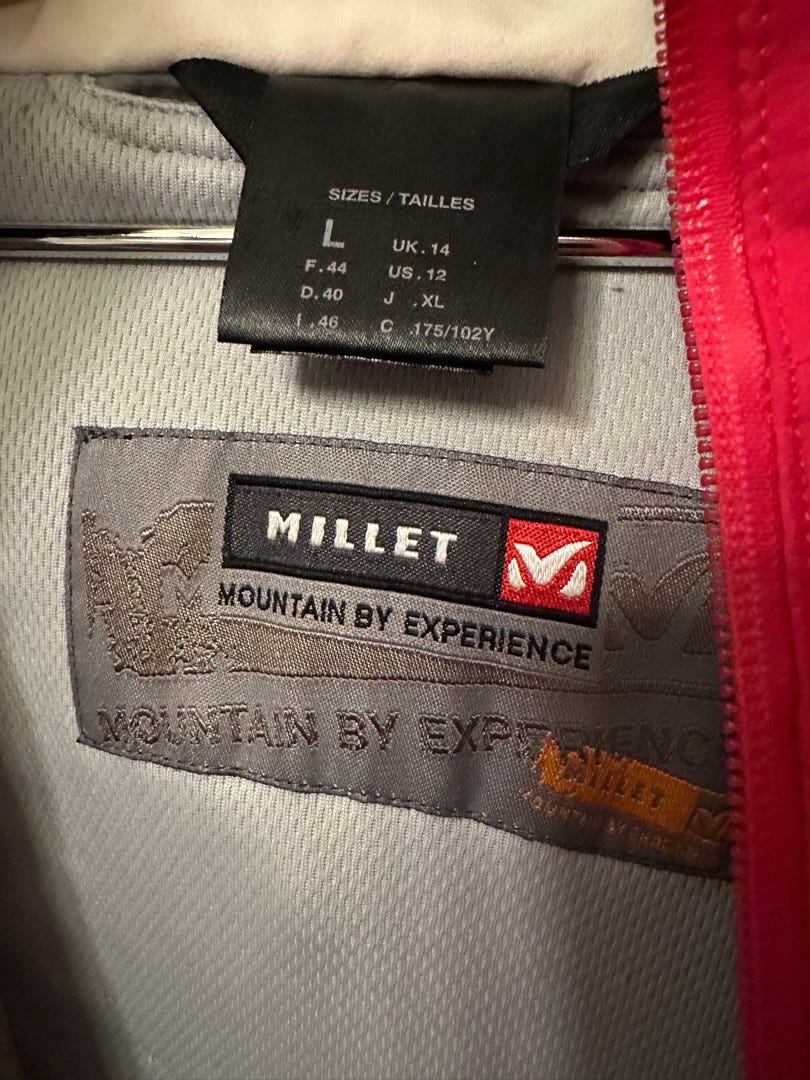 SIZES / TAILLES
L UK. 14
F. 44 US. 12
D. 40 J .XL
I .46 C 175/102Y
MILLET
MOUNTAIN BY EXPERIENCE
MOUNTAIN BY EXPERIENC
MILLET